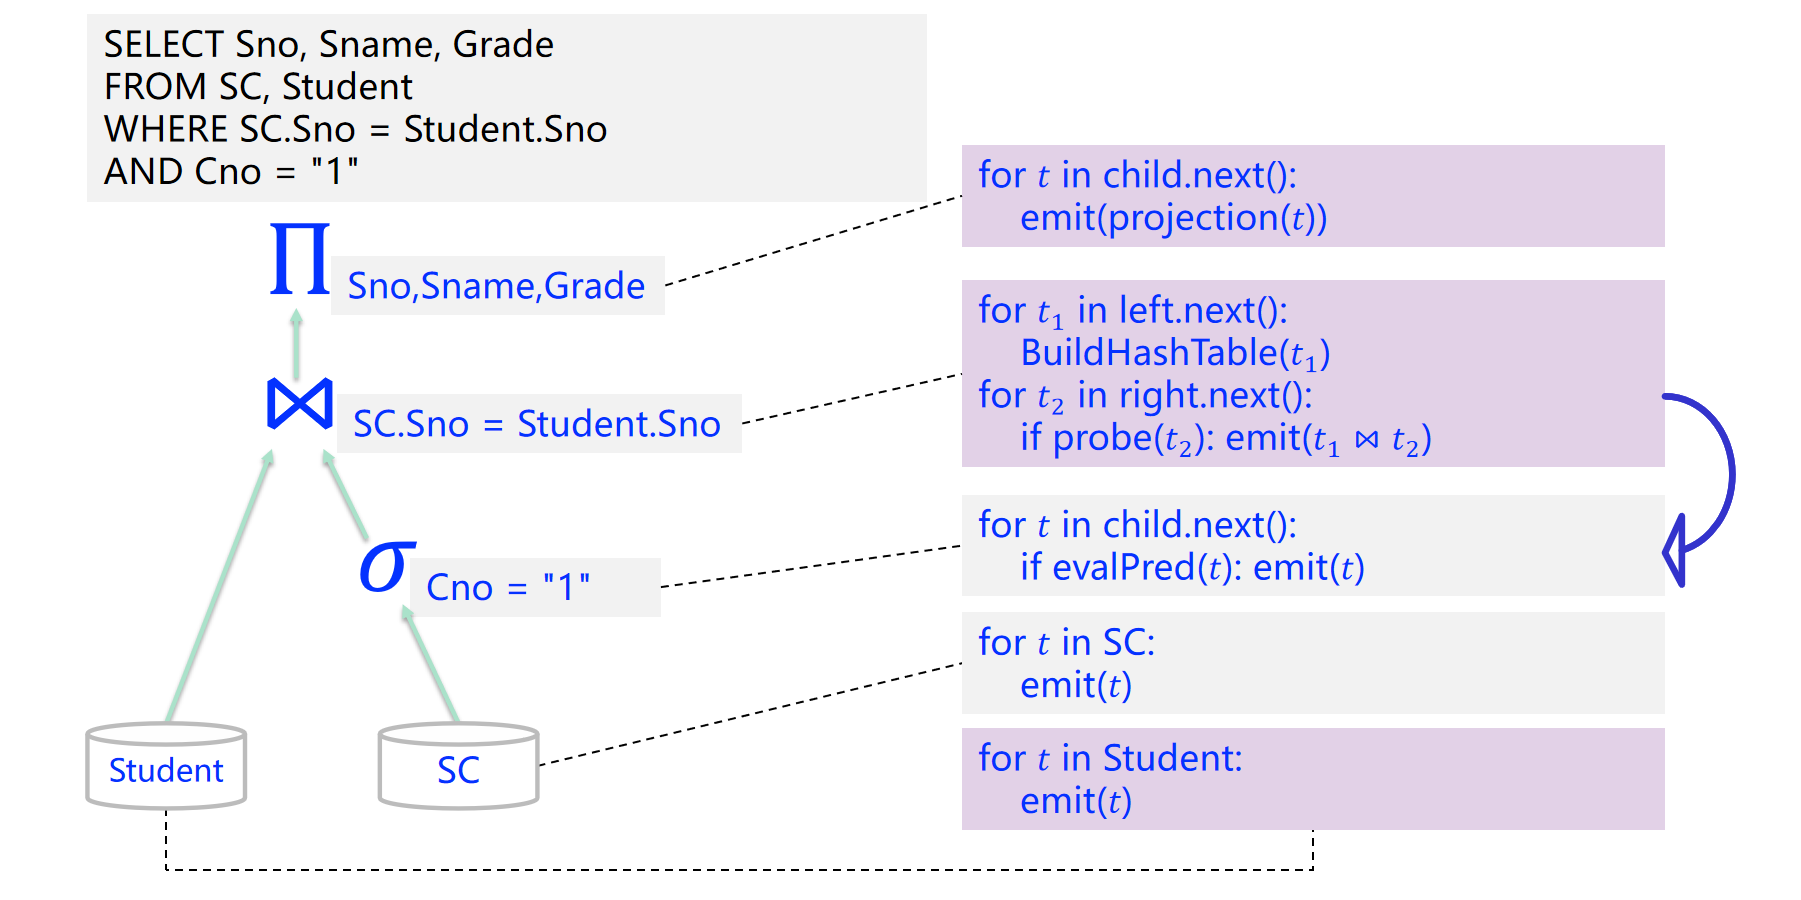 SELECT Sno, Sname, Grade
FROM SC, Student
WHERE SC.Sno = Student.Sno
AND Cno = "1"
∏ Sno,Sname,Grade
⋈ SC.Sno = Student.Sno
σ Cno = "1"
Student
SC
for t in child.next():
emit(projection(t))
for t₁ in left.next():
BuildHashTable(t₁)
for t₂ in right.next():
if probe(t₂): emit(t₁ ⋈ t₂)
for t in child.next():
if evalPred(t): emit(t)
for t in SC:
emit(t)
for t in Student:
emit(t)